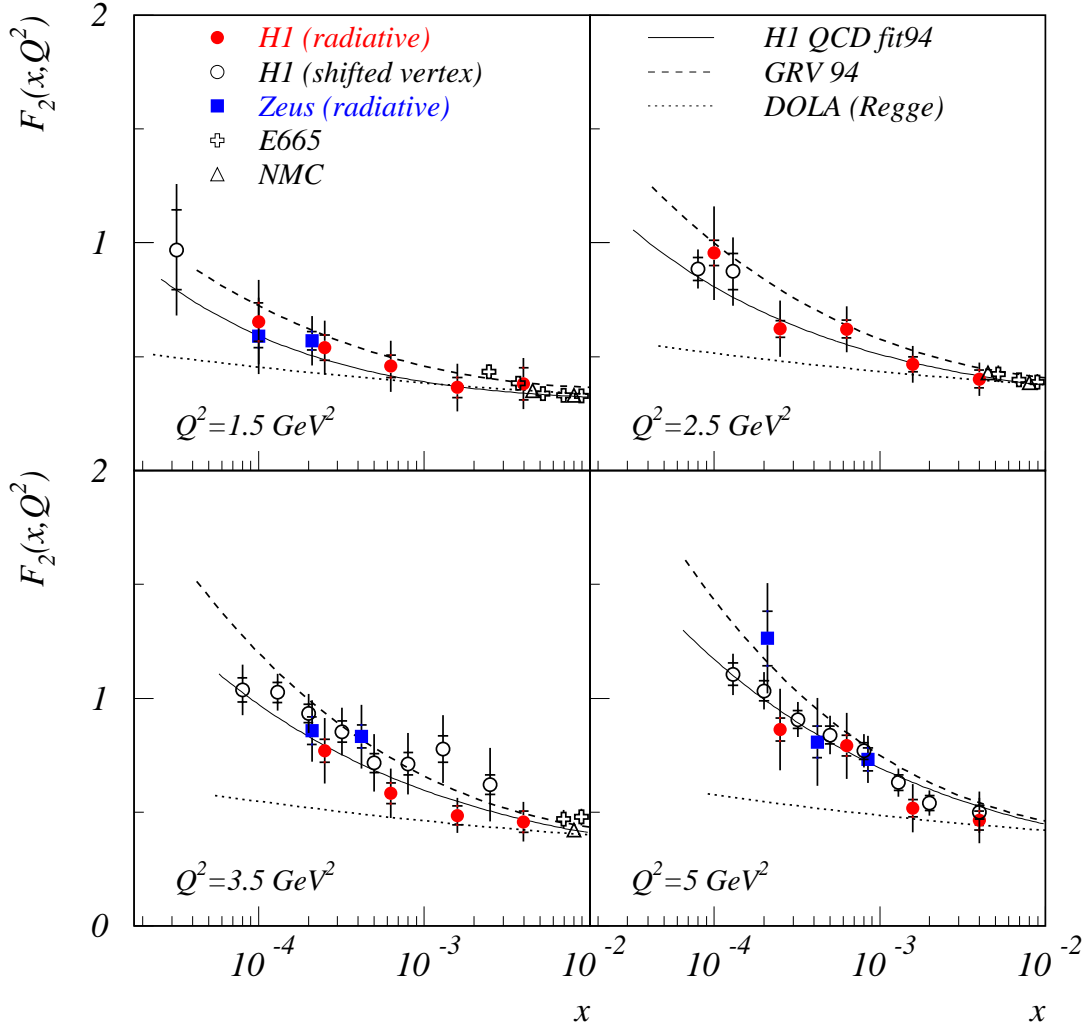 F₂(x,Q²)
2
1
H1 (radiative)
H1 (shifted vertex)
Zeus (radiative)
E665
NMC
Q²=1.5 GeV²
H1 QCD fit94
GRV 94
DOLA (Regge)
Q²=2.5 GeV²
F₂(x,Q²)
2
1
0
Q²=3.5 GeV²
Q²=5 GeV²
10⁻⁴ 10⁻³ 10⁻² 10⁻⁴ 10⁻³ 10⁻²
x x